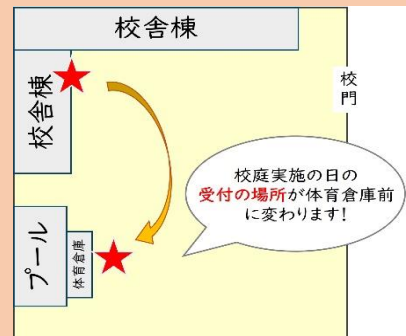 校舎棟
校舎棟
校門
校庭実施の日の
受付の場所が体育倉庫前
に変わります!
プール
体育倉庫